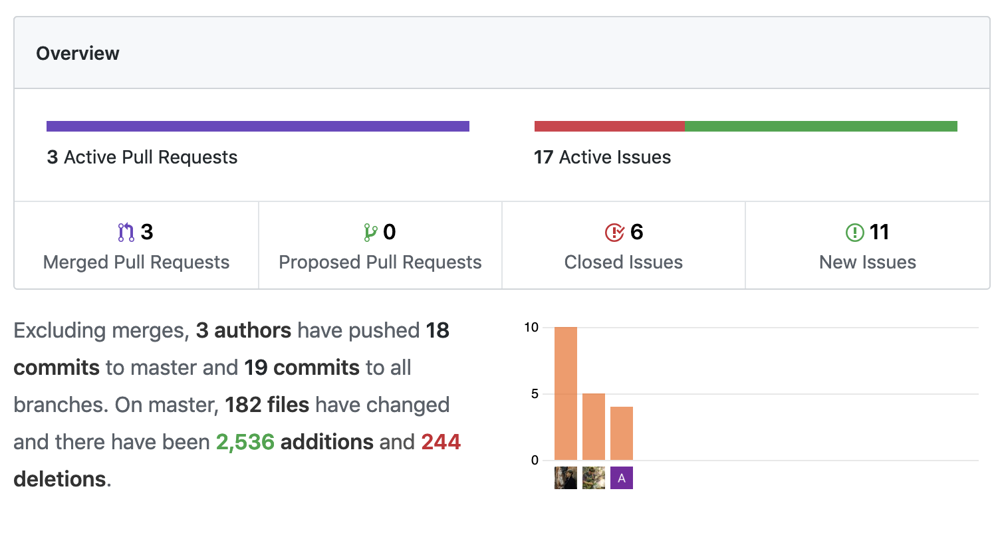 Overview
3 Active Pull Requests
17 Active Issues
3
Merged Pull Requests
0
Proposed Pull Requests
6
Closed Issues
11
New Issues
Excluding merges, 3 authors have pushed 18
commits to master and 19 commits to all
branches. On master, 182 files have changed
and there have been 2,536 additions and 244
deletions.
10
5
0
A